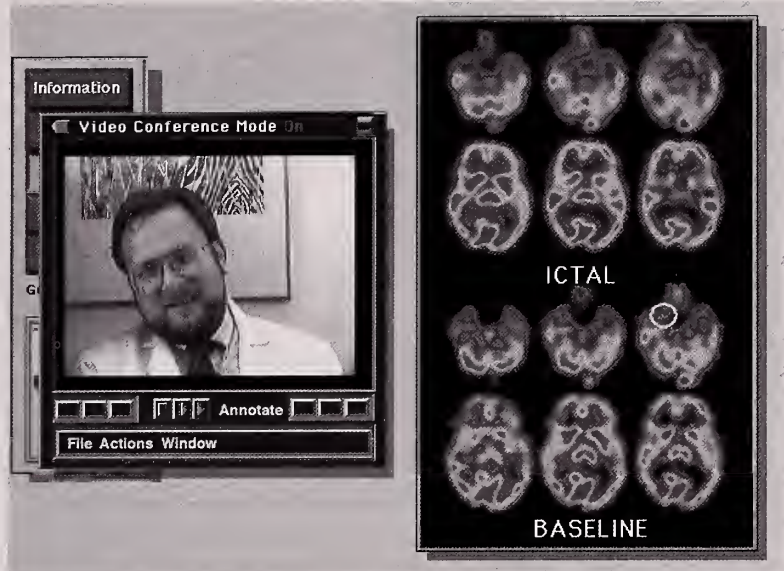 Information
Video Conference Mode On
G
Annotate
File Actions Window
ICTAL
BASELINE